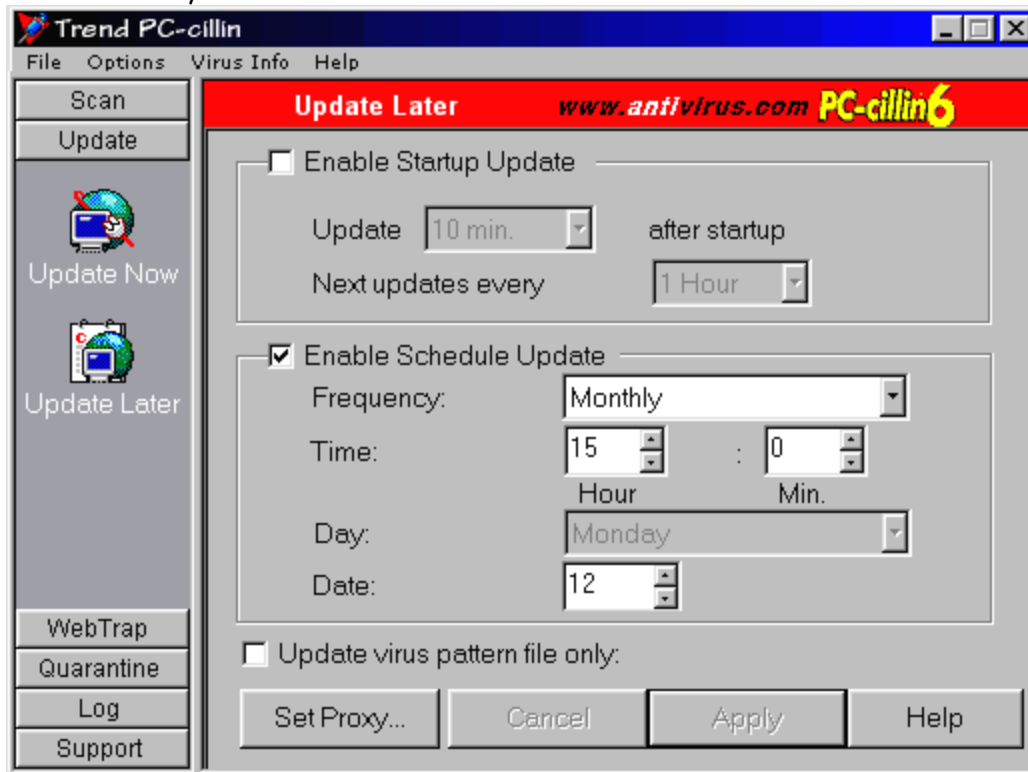 Trend PC-cillin
File Options Virus Info Help
Scan
Update
Update Now
Update Later
WebTrap
Quarantine
Log
Support
Update Later www.antivirus.com PC-cillin 6
Enable Startup Update
Update 10 min. after startup
Next updates every 1 Hour
Enable Schedule Update
Frequency: Monthly
Time: 15 : 0
Hour Min.
Day: Monday
Date: 12
Update virus pattern file only:
Set Proxy... Cancel Apply Help